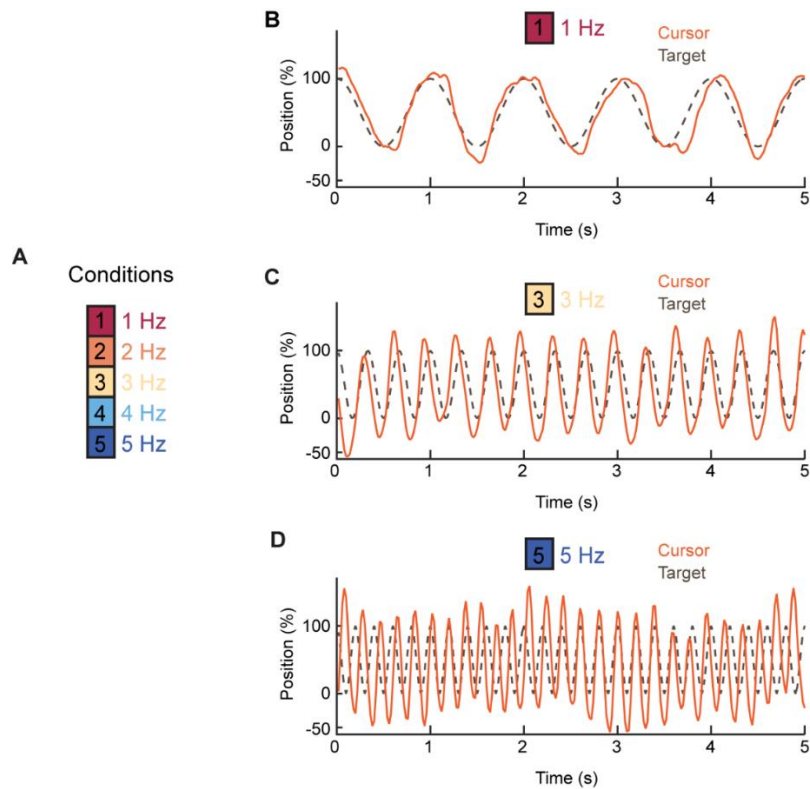 A
Conditions
1 1 Hz
2 2 Hz
3 3 Hz
4 4 Hz
5 5 Hz
B
1 1 Hz
Cursor
Target
Position (%)
100
0
-50
0 1 2 3 4 5
Time (s)
C
3 3 Hz
Cursor
Target
Position (%)
100
0
-50
0 1 2 3 4 5
Time (s)
D
5 5 Hz
Cursor
Target
Position (%)
100
0
-50
0 1 2 3 4 5
Time (s)